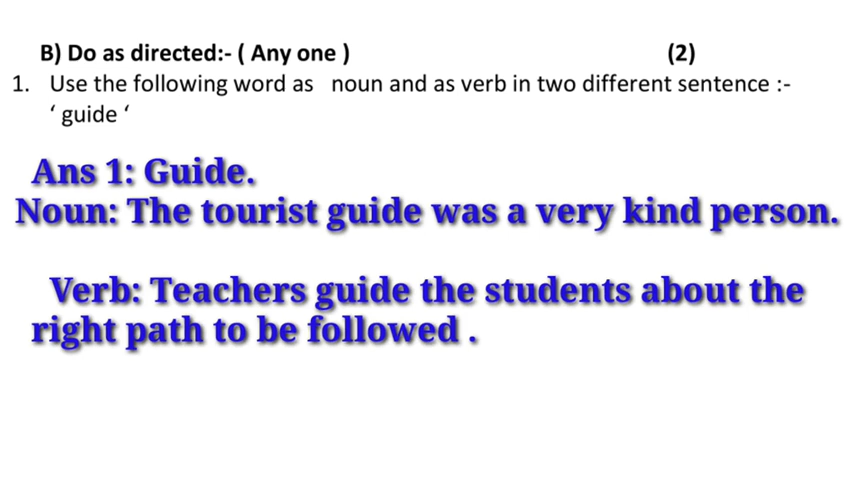 B) Do as directed:- ( Any one ) (2)
1. Use the following word as noun and as verb in two different sentence :-
‘ guide ‘
Ans 1: Guide.
Noun: The tourist guide was a very kind person.
Verb: Teachers guide the students about the
right path to be followed .